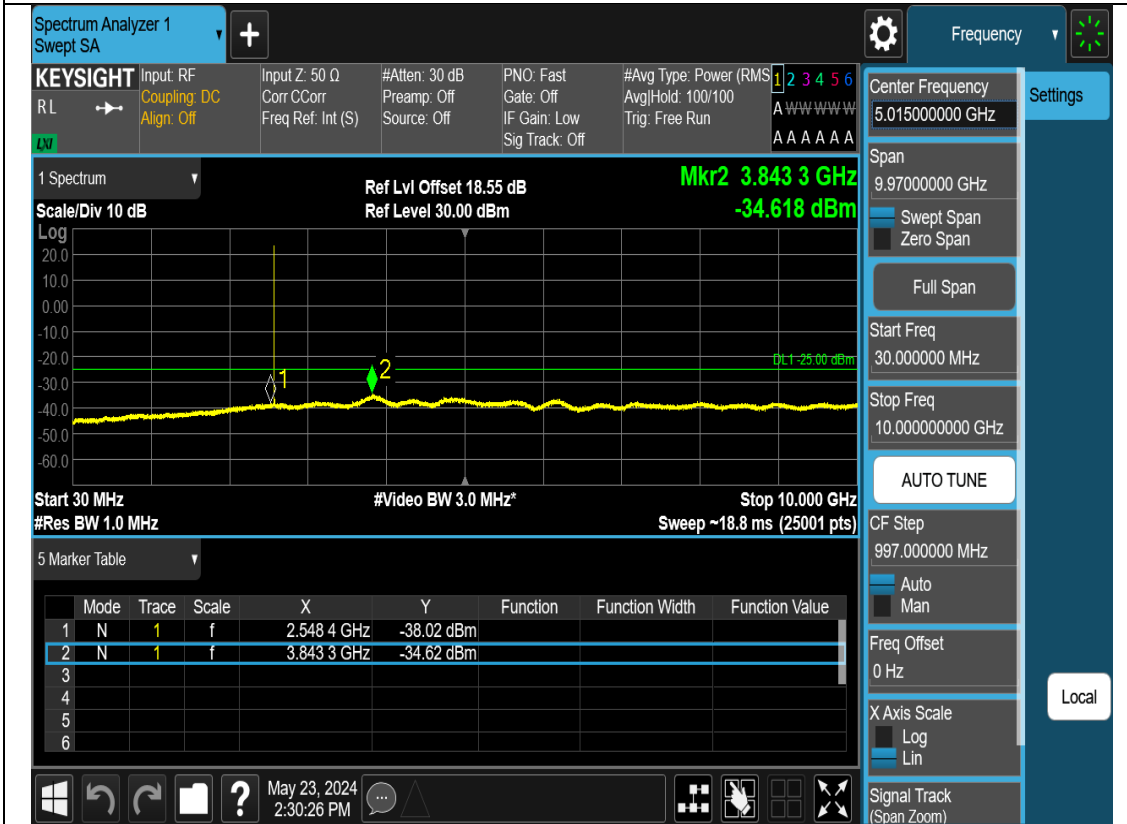 Spectrum Analyzer 1
Swept SA
Frequency
KEYSIGHT
RL
LXI
Input: RF
Coupling: DC
Align: Off
Input Z: 50 Ω
Corr CCorr
Freq Ref: Int (S)
#Atten: 30 dB
Preamp: Off
Source: Off
PNO: Fast
Gate: Off
IF Gain: Low
Sig Track: Off
#Avg Type: Power (RMS
Avg|Hold: 100/100
Trig: Free Run
1 2 3 4 5 6
A W W W W W
A A A A A A
1 Spectrum
Scale/Div 10 dB
Ref Lvl Offset 18.55 dB
Ref Level 30.00 dBm
Mkr2 3.843 3 GHz
-34.618 dBm
Log
20.0
10.0
0.00
-10.0
-20.0
-30.0
-40.0
-50.0
-60.0
DL1 -25.00 dBm
1
2
Start 30 MHz
#Video BW 3.0 MHz*
Stop 10.000 GHz
#Res BW 1.0 MHz
Sweep ~18.8 ms (25001 pts)
5 Marker Table
Mode Trace Scale X Y Function Function Width Function Value
1 N 1 f 2.548 4 GHz -38.02 dBm
2 N 1 f 3.843 3 GHz -34.62 dBm
3
4
5
6
?
May 23, 2024
2:30:26 PM
Center Frequency
5.015000000 GHz
Settings
Span
9.97000000 GHz
Swept Span
Zero Span
Full Span
Start Freq
30.000000 MHz
Stop Freq
10.000000000 GHz
AUTO TUNE
CF Step
997.000000 MHz
Auto
Man
Freq Offset
0 Hz
X Axis Scale
Log
Lin
Local
Signal Track
(Span Zoom)